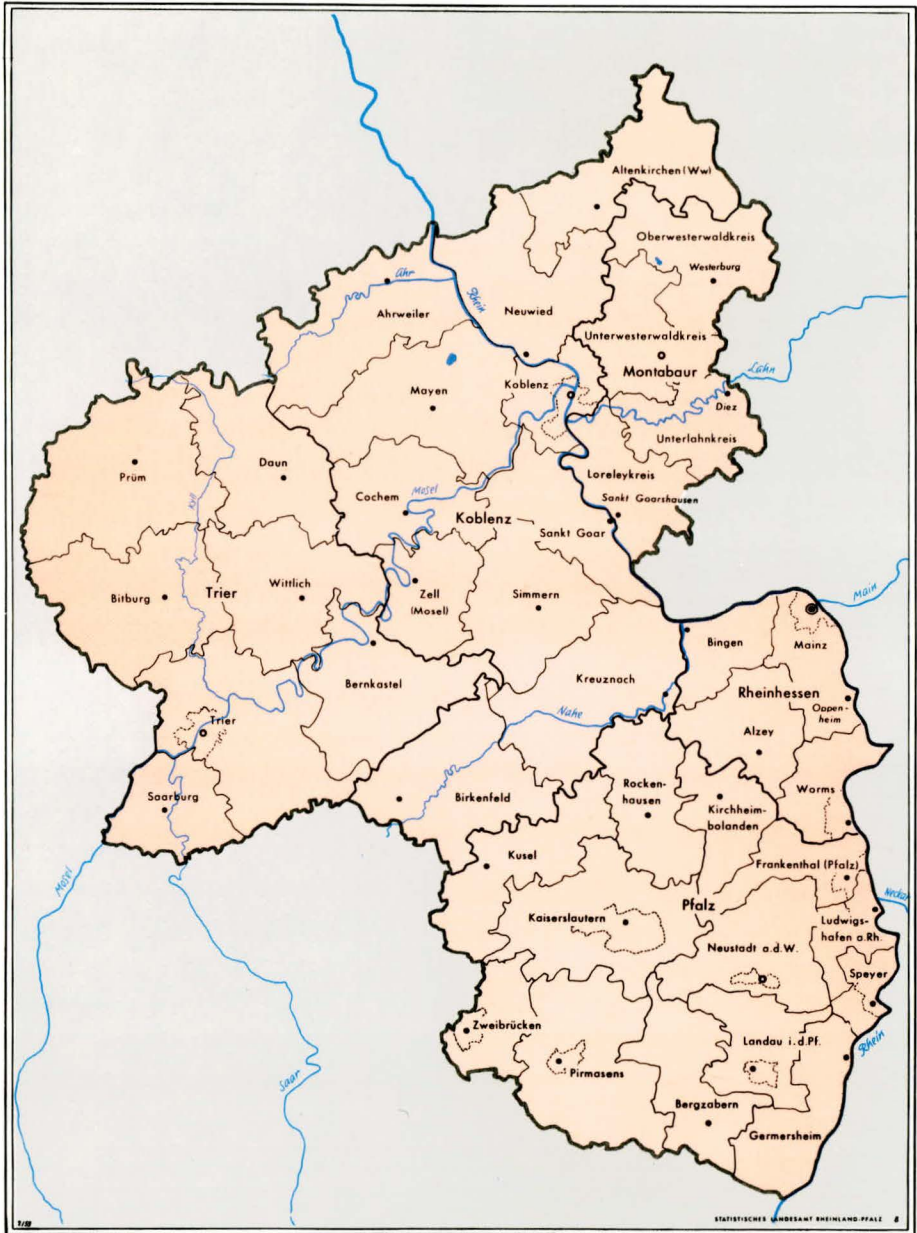 Altenkirchen (Ww)
Oberwesterwaldkreis
Westerburg
Ahr
Rhein
Ahrweiler
Neuwied
Unterwesterwaldkreis
Montabaur
Lahn
Mayen
Koblenz
Diez
Unterlahnkreis
Prüm
Daun
Kyll
Cochem
Mosel
Loreleykreis
Sankt Goarshausen
Koblenz
Sankt Goar
Bitburg
Trier
Wittlich
Zell
(Mosel)
Simmern
Main
Mainz
Bingen
Bernkastel
Kreuznach
Rheinhessen
Oppen-
heim
Nahe
Trier
Alzey
Saarburg
Birkenfeld
Rocken-
hausen
Worms
Kirchheim-
bolanden
Mosel
Kusel
Frankenthal (Pfalz)
Neckar
Pfalz
Kaiserslautern
Ludwigs-
hafen a.Rh.
Neustadt a.d.W.
Speyer
Zweibrücken
Landau i.d.Pf.
Rhein
Pirmasens
Saar
Bergzabern
Germersheim
STATISTISCHES LANDESAMT RHEINLAND-PFALZ